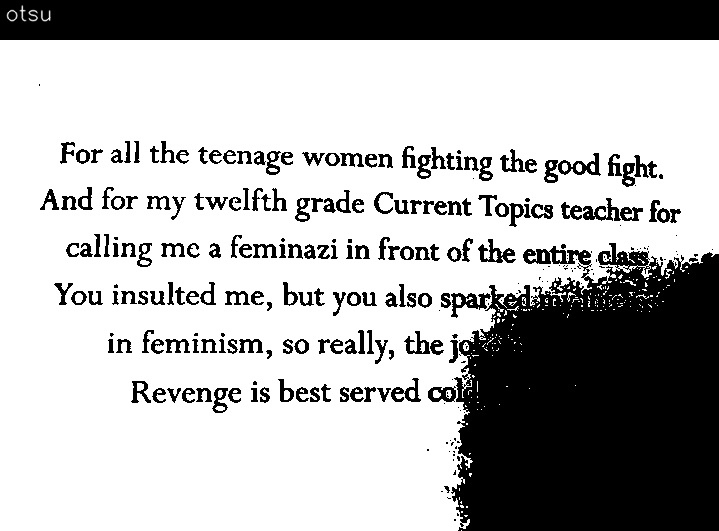 otsu
For all the teenage women fighting the good fight.
And for my twelfth grade Current Topics teacher for
calling me a feminazi in front of the entire class.
You insulted me, but you also sparked my
in feminism, so really, the
Revenge is best served cold